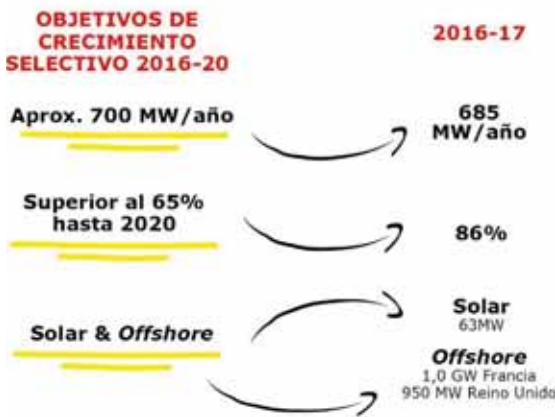 OBJETIVOS DE
CRECIMIENTO
SELECTIVO 2016-20
2016-17
Aprox. 700 MW/año
685
MW/año
Superior al 65%
hasta 2020
86%
Solar & Offshore
Solar
63MW
Offshore
1,0 GW Francia
950 MW Reino Unido